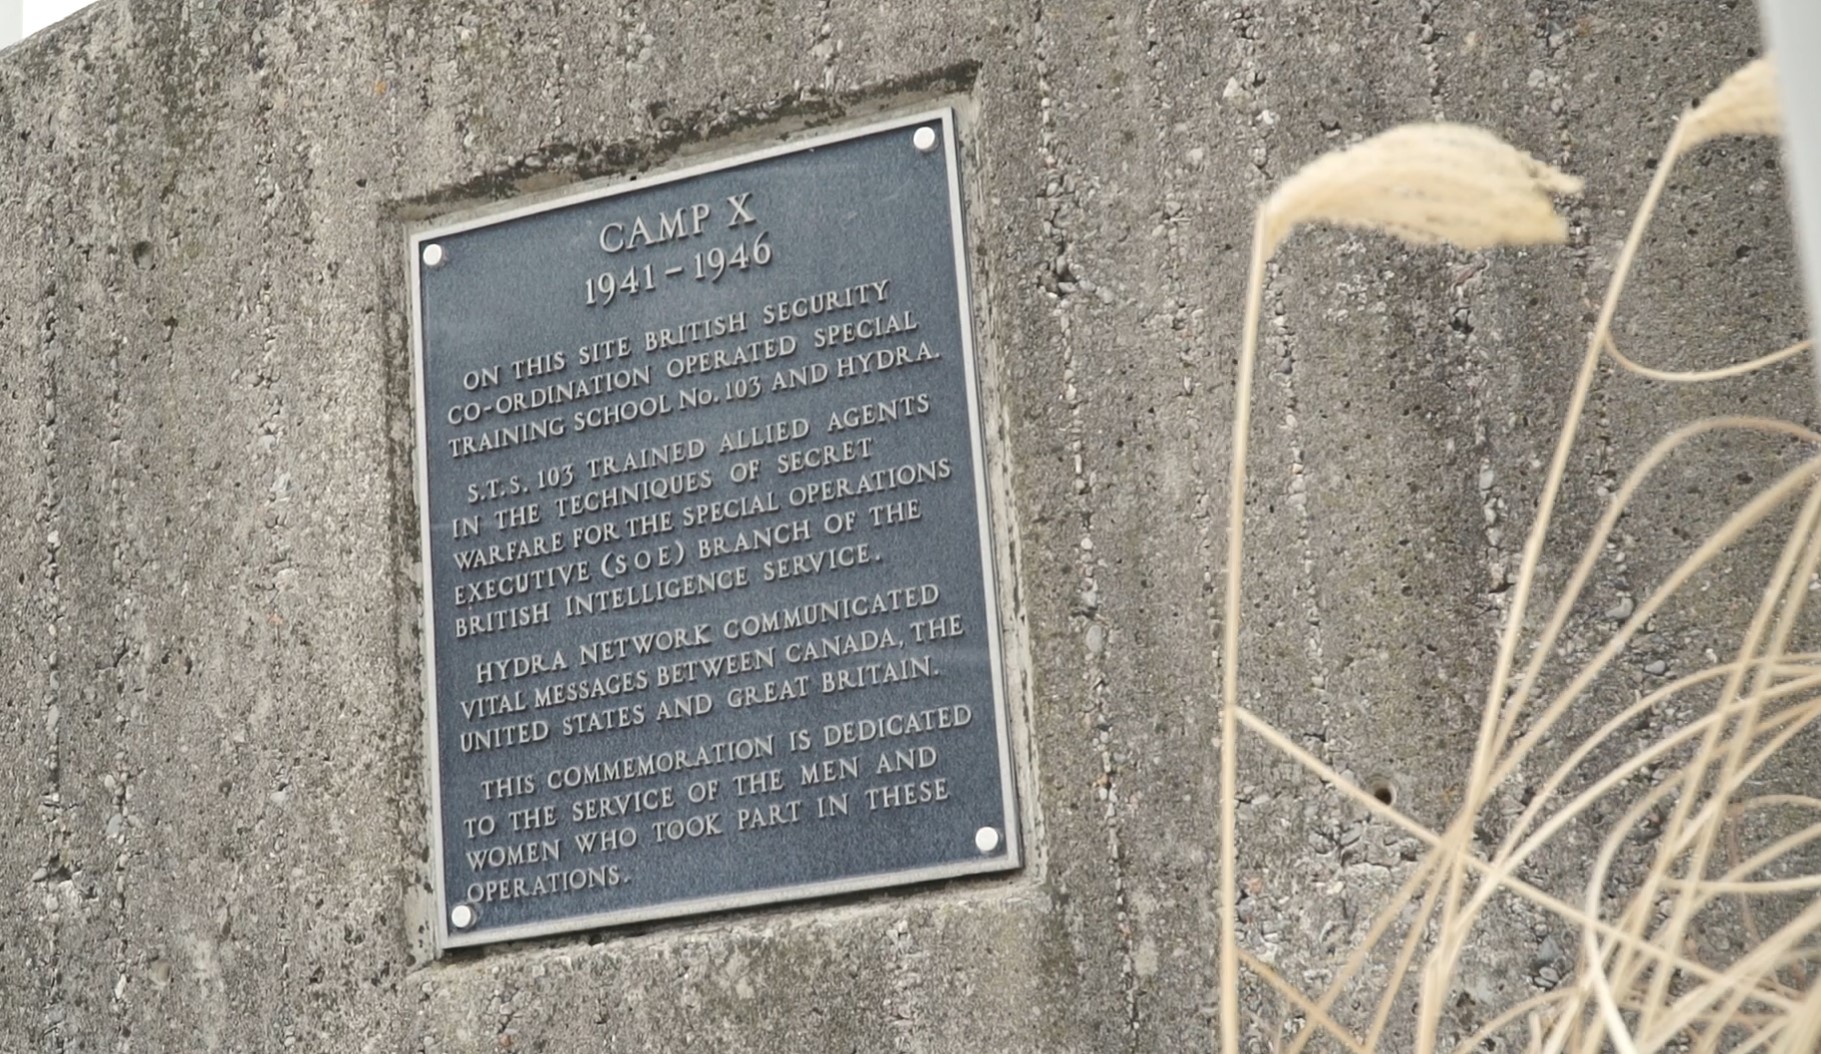 CAMP X
1941-1946
ON THIS SITE BRITISH SECURITY
CO-ORDINATION OPERATED SPECIAL
TRAINING SCHOOL No. 103 AND HYDRA.
S.T.S. 103 TRAINED ALLIED AGENTS
IN THE TECHNIQUES OF SECRET
WARFARE FOR THE SPECIAL OPERATIONS
EXECUTIVE (SOE) BRANCH OF THE
BRITISH INTELLIGENCE SERVICE.
HYDRA NETWORK COMMUNICATED
VITAL MESSAGES BETWEEN CANADA, THE
UNITED STATES AND GREAT BRITAIN.
THIS COMMEMORATION IS DEDICATED
TO THE SERVICE OF THE MEN AND
WOMEN WHO TOOK PART IN THESE
OPERATIONS.